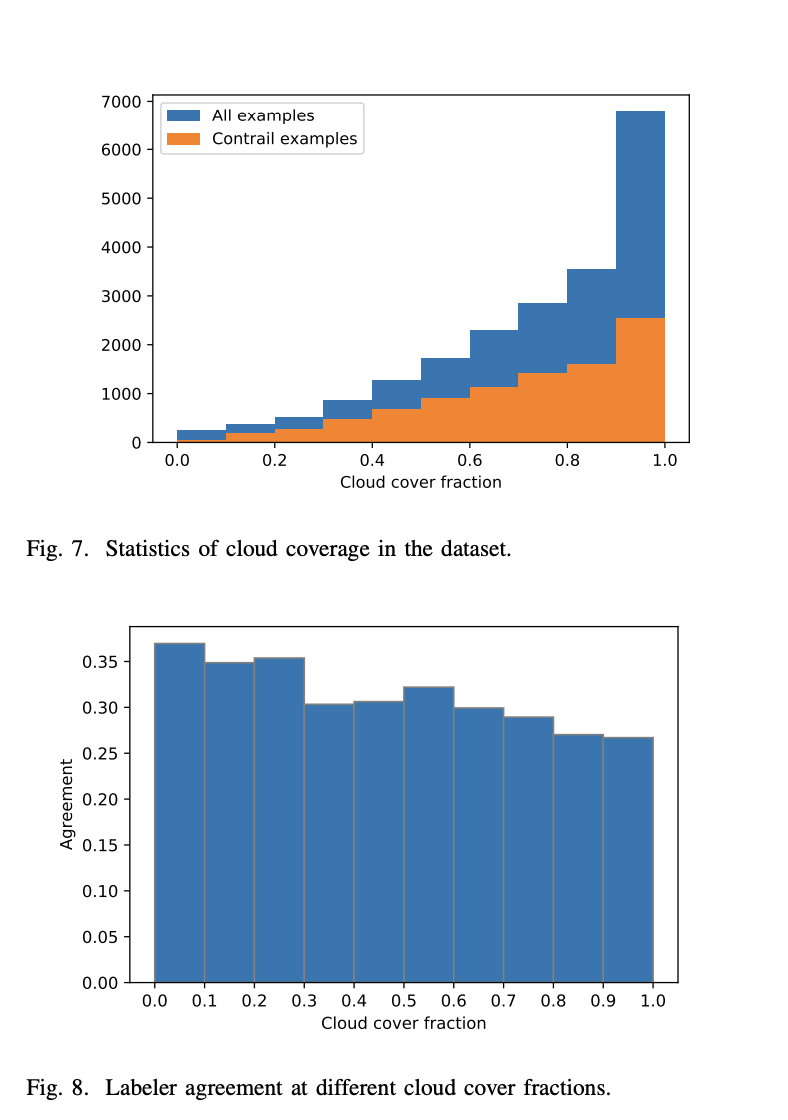 7000
6000
5000
4000
3000
2000
1000
0
All examples
Contrail examples
0.0 0.2 0.4 0.6 0.8 1.0
Cloud cover fraction
Fig. 7. Statistics of cloud coverage in the dataset.
0.35
0.30
0.25
0.20
0.15
0.10
0.05
0.00
Agreement
0.0 0.1 0.2 0.3 0.4 0.5 0.6 0.7 0.8 0.9 1.0
Cloud cover fraction
Fig. 8. Labeler agreement at different cloud cover fractions.